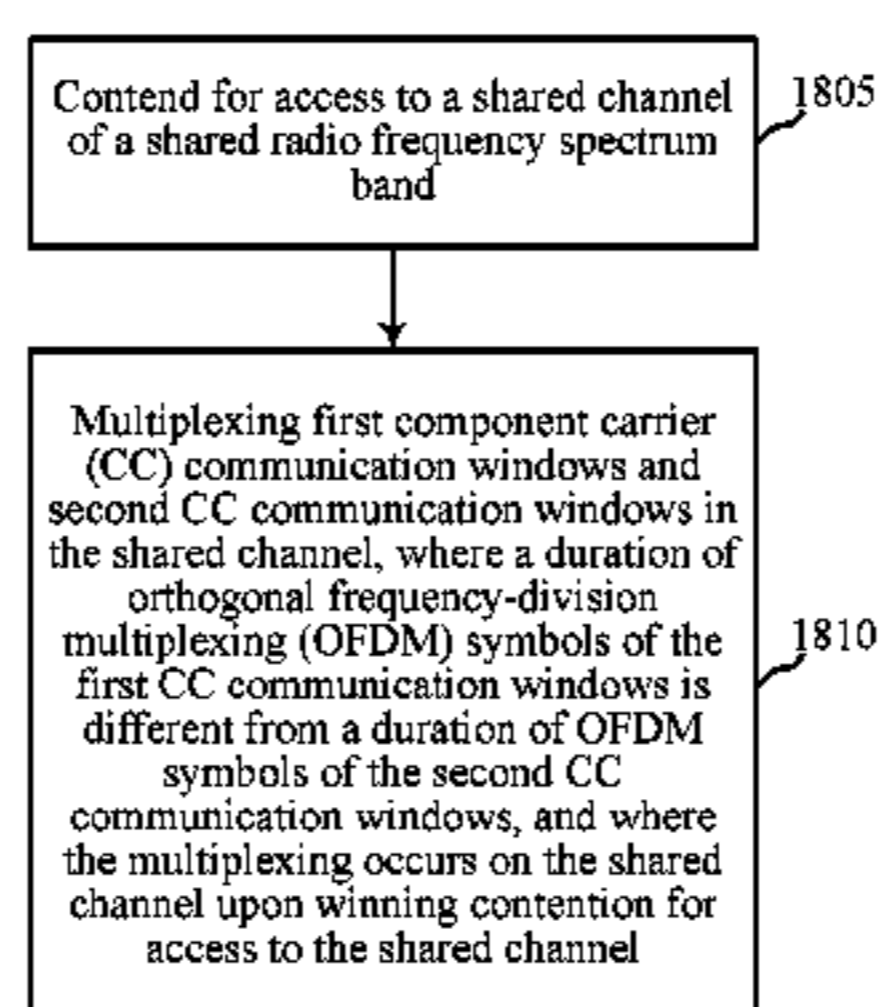 Contend for access to a shared channel
of a shared radio frequency spectrum
band
1805
Multiplexing first component carrier
(CC) communication windows and
second CC communication windows in
the shared channel, where a duration of
orthogonal frequency-division
multiplexing (OFDM) symbols of the
first CC communication windows is
different from a duration of OFDM
symbols of the second CC
communication windows, and where
the multiplexing occurs on the shared
channel upon winning contention for
access to the shared channel
1810